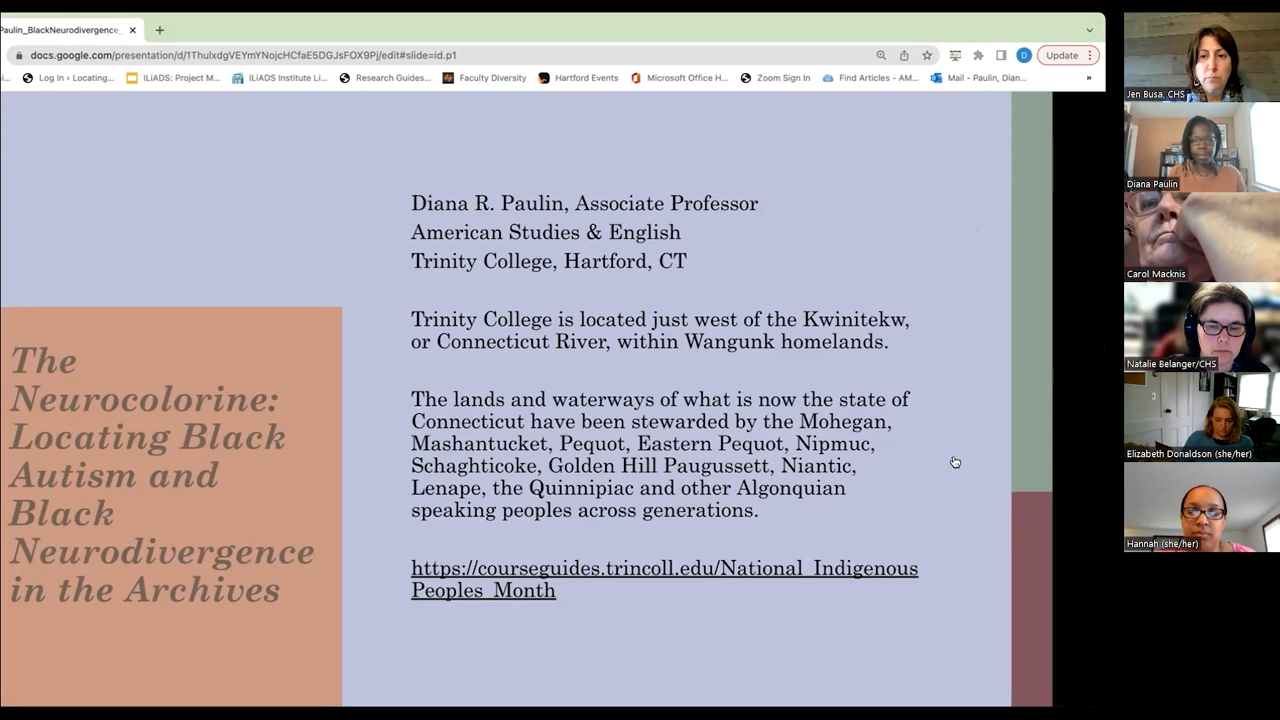 Paulin_BlackNeurodivergence_
docs.google.com/presentation/d/1ThulxdgVEYmYNojcHCfaE5DGJsFOX9Pj/edit#slide=id.p1
Update
Log In ‹ Locating...
ILiADS: Project M...
ILiADS Institute Li...
Research Guides...
Faculty Diversity
Hartford Events
Microsoft Office H...
Zoom Sign In
Find Articles - AM...
Mail - Paulin, Dian...
»
The
Neurocolorine:
Locating Black
Autism and
Black
Neurodivergence
in the Archives
Diana R. Paulin, Associate Professor
American Studies & English
Trinity College, Hartford, CT
Trinity College is located just west of the Kwinitekw,
or Connecticut River, within Wangunk homelands.
The lands and waterways of what is now the state of
Connecticut have been stewarded by the Mohegan,
Mashantucket, Pequot, Eastern Pequot, Nipmuc,
Schaghticoke, Golden Hill Paugussett, Niantic,
Lenape, the Quinnipiac and other Algonquian
speaking peoples across generations.
https://courseguides.trincoll.edu/National_Indigenous
Peoples_Month
Jen Busa, CHS
Diana Paulin
Carol Macknis
Natalie Belanger/CHS
Elizabeth Donaldson (she/her)
Hannah (she/her)